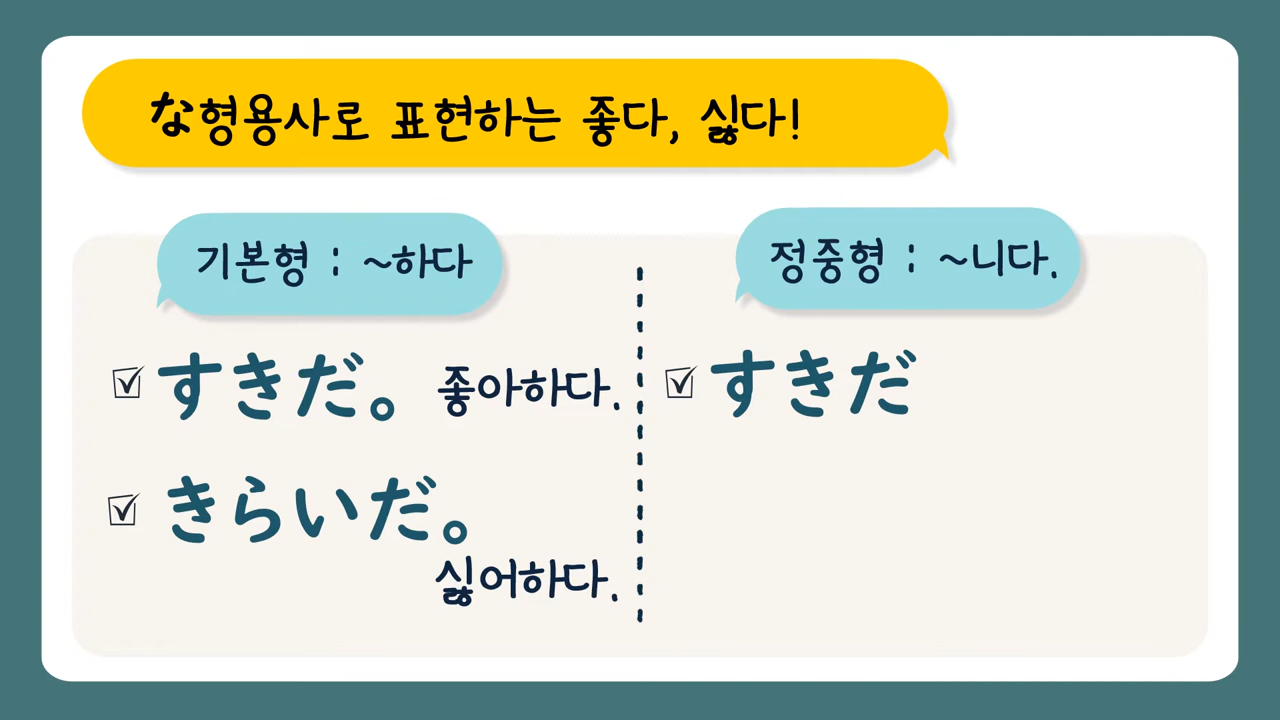 な형용사로 표현하는 좋다, 싫다!
기본형 : ~하다
すきだ。 좋아하다.
きらいだ。
싫어하다.
정중형 : ~니다.
すきだ